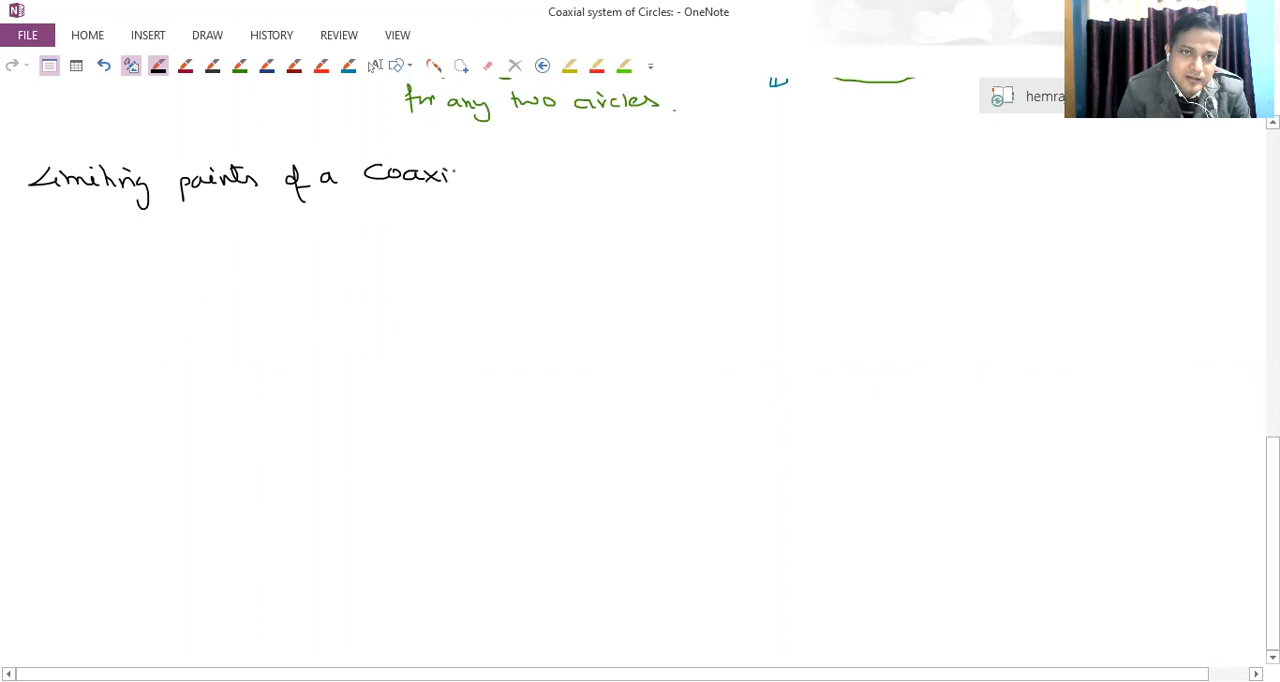 Coaxial system of Circles: - OneNote
FILE HOME INSERT DRAW HISTORY REVIEW VIEW
hemra
for any two circles.
Limiting points of a Coaxi